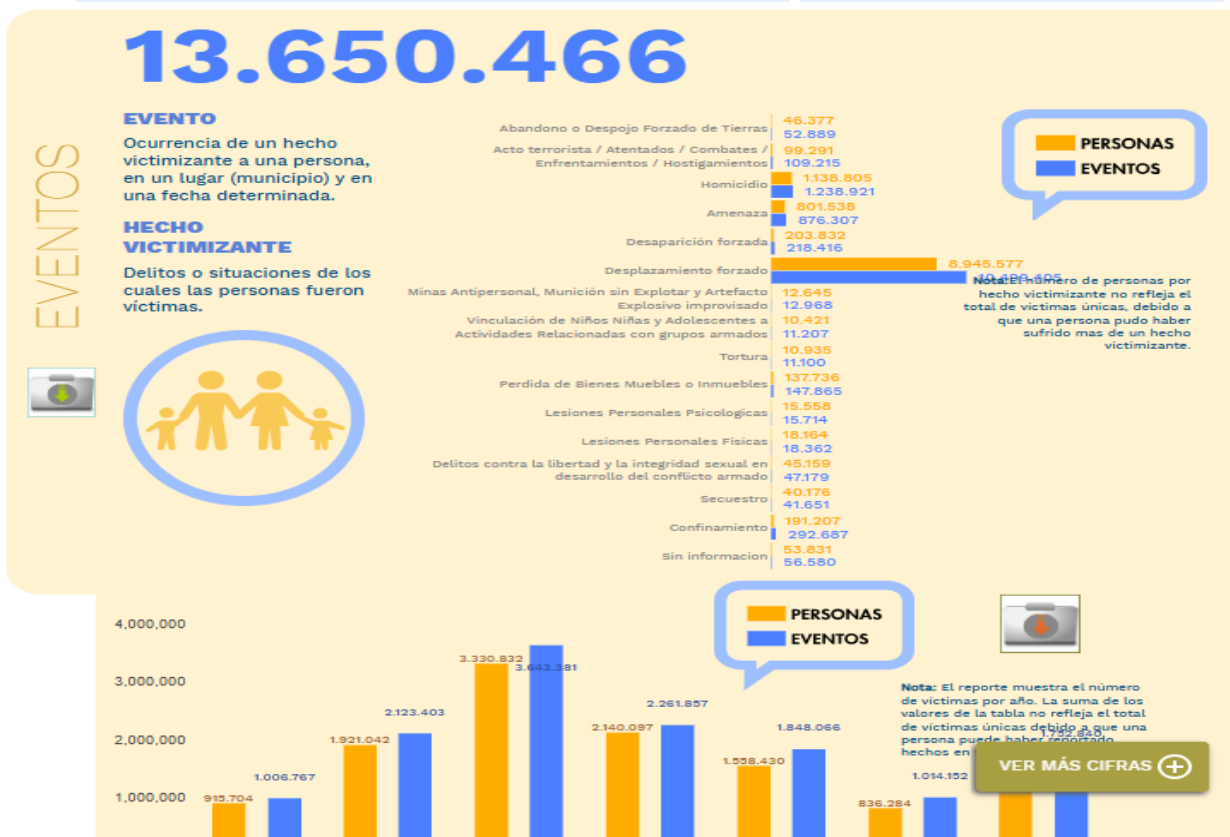 13.650.466
EVENTOS
EVENTO
Ocurrencia de un hecho
victimizante a una persona,
en un lugar (municipio) y en
una fecha determinada.
HECHO
VICTIMIZANTE
Delitos o situaciones de los
cuales las personas fueron
víctimas.
PERSONAS
EVENTOS
Abandono o Despojo Forzado de Tierras
46.377
52.889
Acto terrorista / Atentados / Combates /
Enfrentamientos / Hostigamientos
99.291
109.215
Homicidio
1.138.805
1.238.921
Amenaza
801.538
876.307
Desaparición forzada
203.832
218.416
Desplazamiento forzado
8.945.577
Nota: El número de personas por
hecho victimizante no refleja el
total de víctimas únicas, debido a
que una persona pudo haber
sufrido mas de un hecho
victimizante.
Minas Antipersonal, Munición sin Explotar y Artefacto
Explosivo improvisado
12.645
12.968
Vinculación de Niños Niñas y Adolescentes a
Actividades Relacionadas con grupos armados
10.421
11.207
Tortura
10.935
11.100
Perdida de Bienes Muebles o Inmuebles
137.736
147.865
Lesiones Personales Psicologicas
15.558
15.714
Lesiones Personales Físicas
18.164
18.362
Delitos contra la libertad y la integridad sexual en
desarrollo del conflicto armado
45.159
47.179
Secuestro
40.176
41.651
Confinamiento
191.207
292.687
Sin informacion
53.831
56.580
PERSONAS
EVENTOS
4,000,000
3,000,000
2,000,000
1,000,000
915.704
1.006.767
1.921.042
2.123.403
3.330.832
3.643.381
2.140.097
2.261.857
1.558.430
1.848.066
836.284
1.014.152
Nota: El reporte muestra el número
de víctimas por año. La suma de los
valores de la tabla no refleja el total
de víctimas únicas debido a que una
persona puede haber reportado
hechos en
1.752.840
VER MÁS CIFRAS